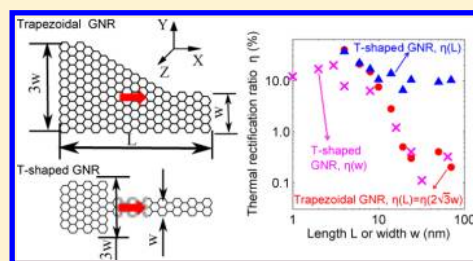 Trapezoidal GNR
Y
X
Z
3w
w
L
T-shaped GNR
3w
w
Thermal rectification ratio η (%)
10.0
1.0
0.1
T-shaped
GNR, η(L)
T-shaped
GNR, η(w)
Trapezoidal GNR, η(L)=η(2√3w)
1 10 100
Length L or width w (nm)